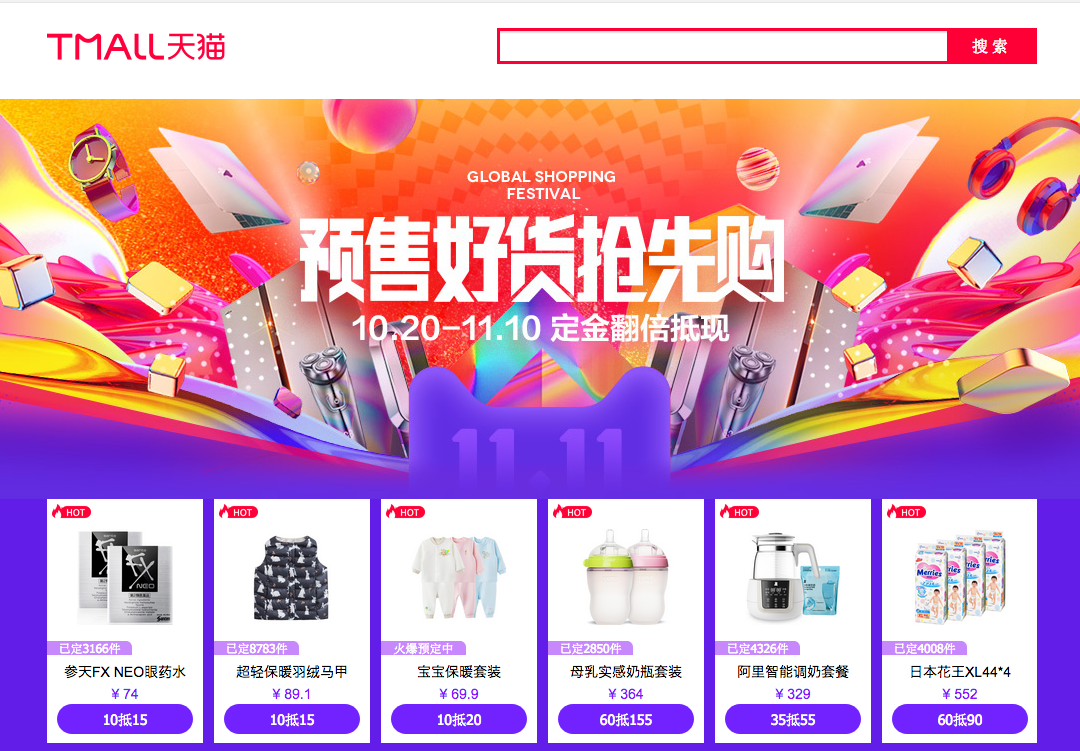 TMALL天猫
搜索
GLOBAL SHOPPING
FESTIVAL
预售好货抢先购
10.20-11.10 定金翻倍抵现
11.11
HOT
HOT
HOT
HOT
HOT
HOT
FX
NEO
FX
NEO
Merries
Merries
Merries
Merries
已定3166件
已定8783件
火爆预定中
已定2850件
已定4326件
已定4008件
参天FX NEO眼药水
超轻保暖羽绒马甲
宝宝保暖套装
母乳实感奶瓶套装
阿里智能调奶套餐
日本花王XL44*4
¥ 74
¥ 89.1
¥ 69.9
¥ 364
¥ 329
¥ 552
10抵15
10抵15
10抵20
60抵155
35抵55
60抵90